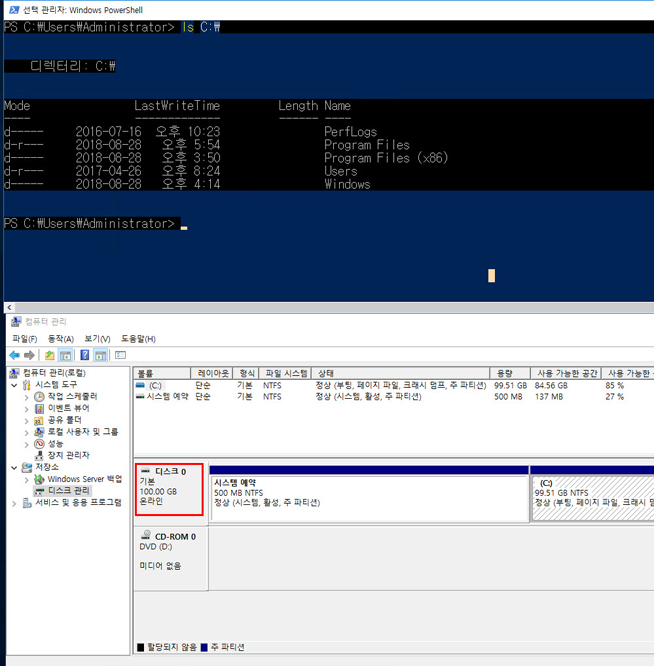 선택 관리자: Windows PowerShell
PS C:₩Users₩Administrator> ls C:₩
디렉터리: C:₩
Mode LastWriteTime Length Name
---- ------------- ------ ----
d----- 2016-07-16 오후 10:23 PerfLogs
d-r--- 2018-08-28 오후 5:54 Program Files
d----- 2018-08-28 오후 3:50 Program Files (x86)
d-r--- 2017-04-26 오후 8:24 Users
d----- 2018-08-28 오후 4:14 Windows
PS C:₩Users₩Administrator>
컴퓨터 관리
파일(F) 동작(A) 보기(V) 도움말(H)
컴퓨터 관리(로컬)
시스템 도구
작업 스케줄러
이벤트 뷰어
공유 폴더
로컬 사용자 및 그룹
성능
장치 관리자
저장소
Windows Server 백업
디스크 관리
서비스 및 응용 프로그램
볼륨 레이아웃 형식 파일 시스템 상태 용량 사용 가능한 공간 사용 가능한
(C:) 단순 기본 NTFS 정상 (부팅, 페이지 파일, 크래시 덤프, 주 파티션) 99.51 GB 84.56 GB 85 %
시스템 예약 단순 기본 NTFS 정상 (시스템, 활성, 주 파티션) 500 MB 137 MB 27 %
디스크 0
기본
100.00 GB
온라인
시스템 예약
500 MB NTFS
정상 (시스템, 활성, 주 파티션)
(C:)
99.51 GB NTFS
정상 (부팅, 페이지 파일, 크래시 덤
CD-ROM 0
DVD (D:)
미디어 없음
할당되지 않음 주 파티션